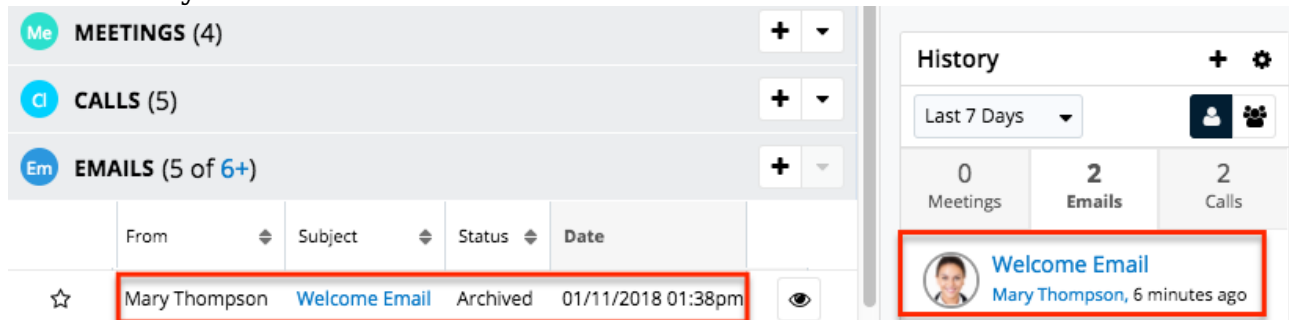 Me MEETINGS (4)
Cl CALLS (5)
Em EMAILS (5 of 6+)
From Subject Status Date
Mary Thompson Welcome Email Archived 01/11/2018 01:38pm
History
Last 7 Days
0 2 2
Meetings Emails Calls
Welcome Email
Mary Thompson, 6 minutes ago